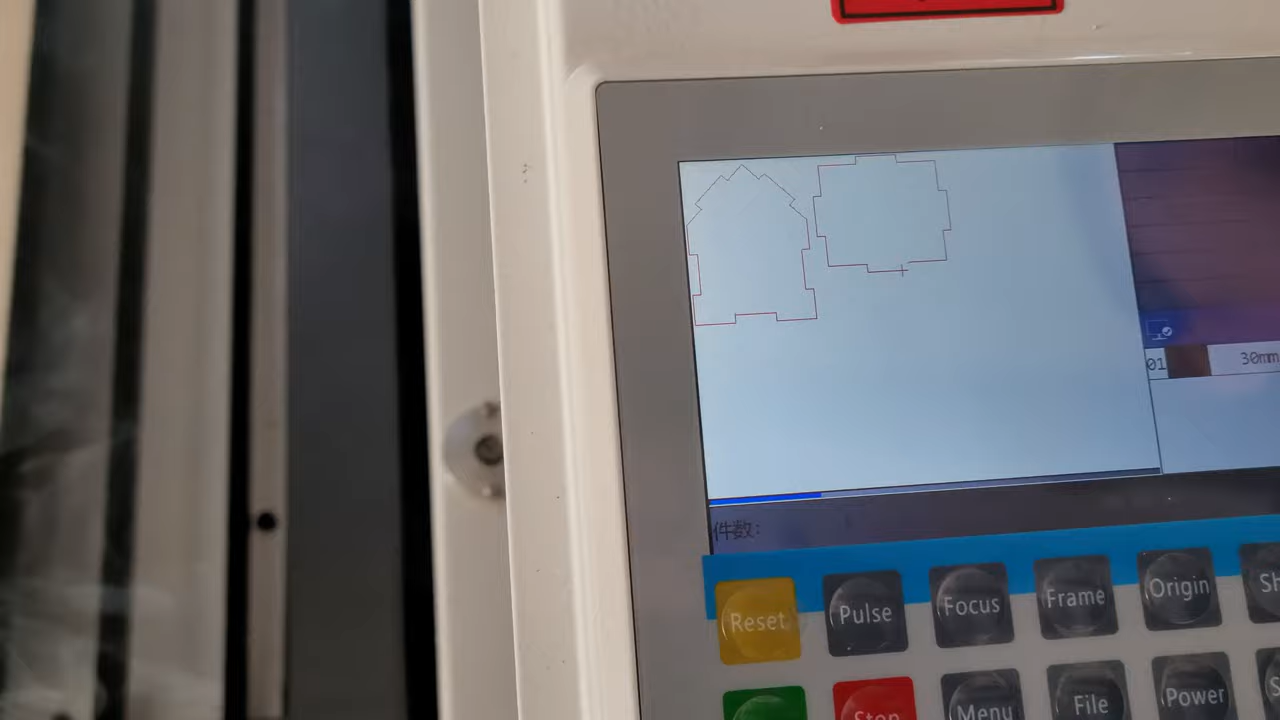 01 30mm
件数:
Reset Pulse Focus Frame Origin
Stop Menu File Power